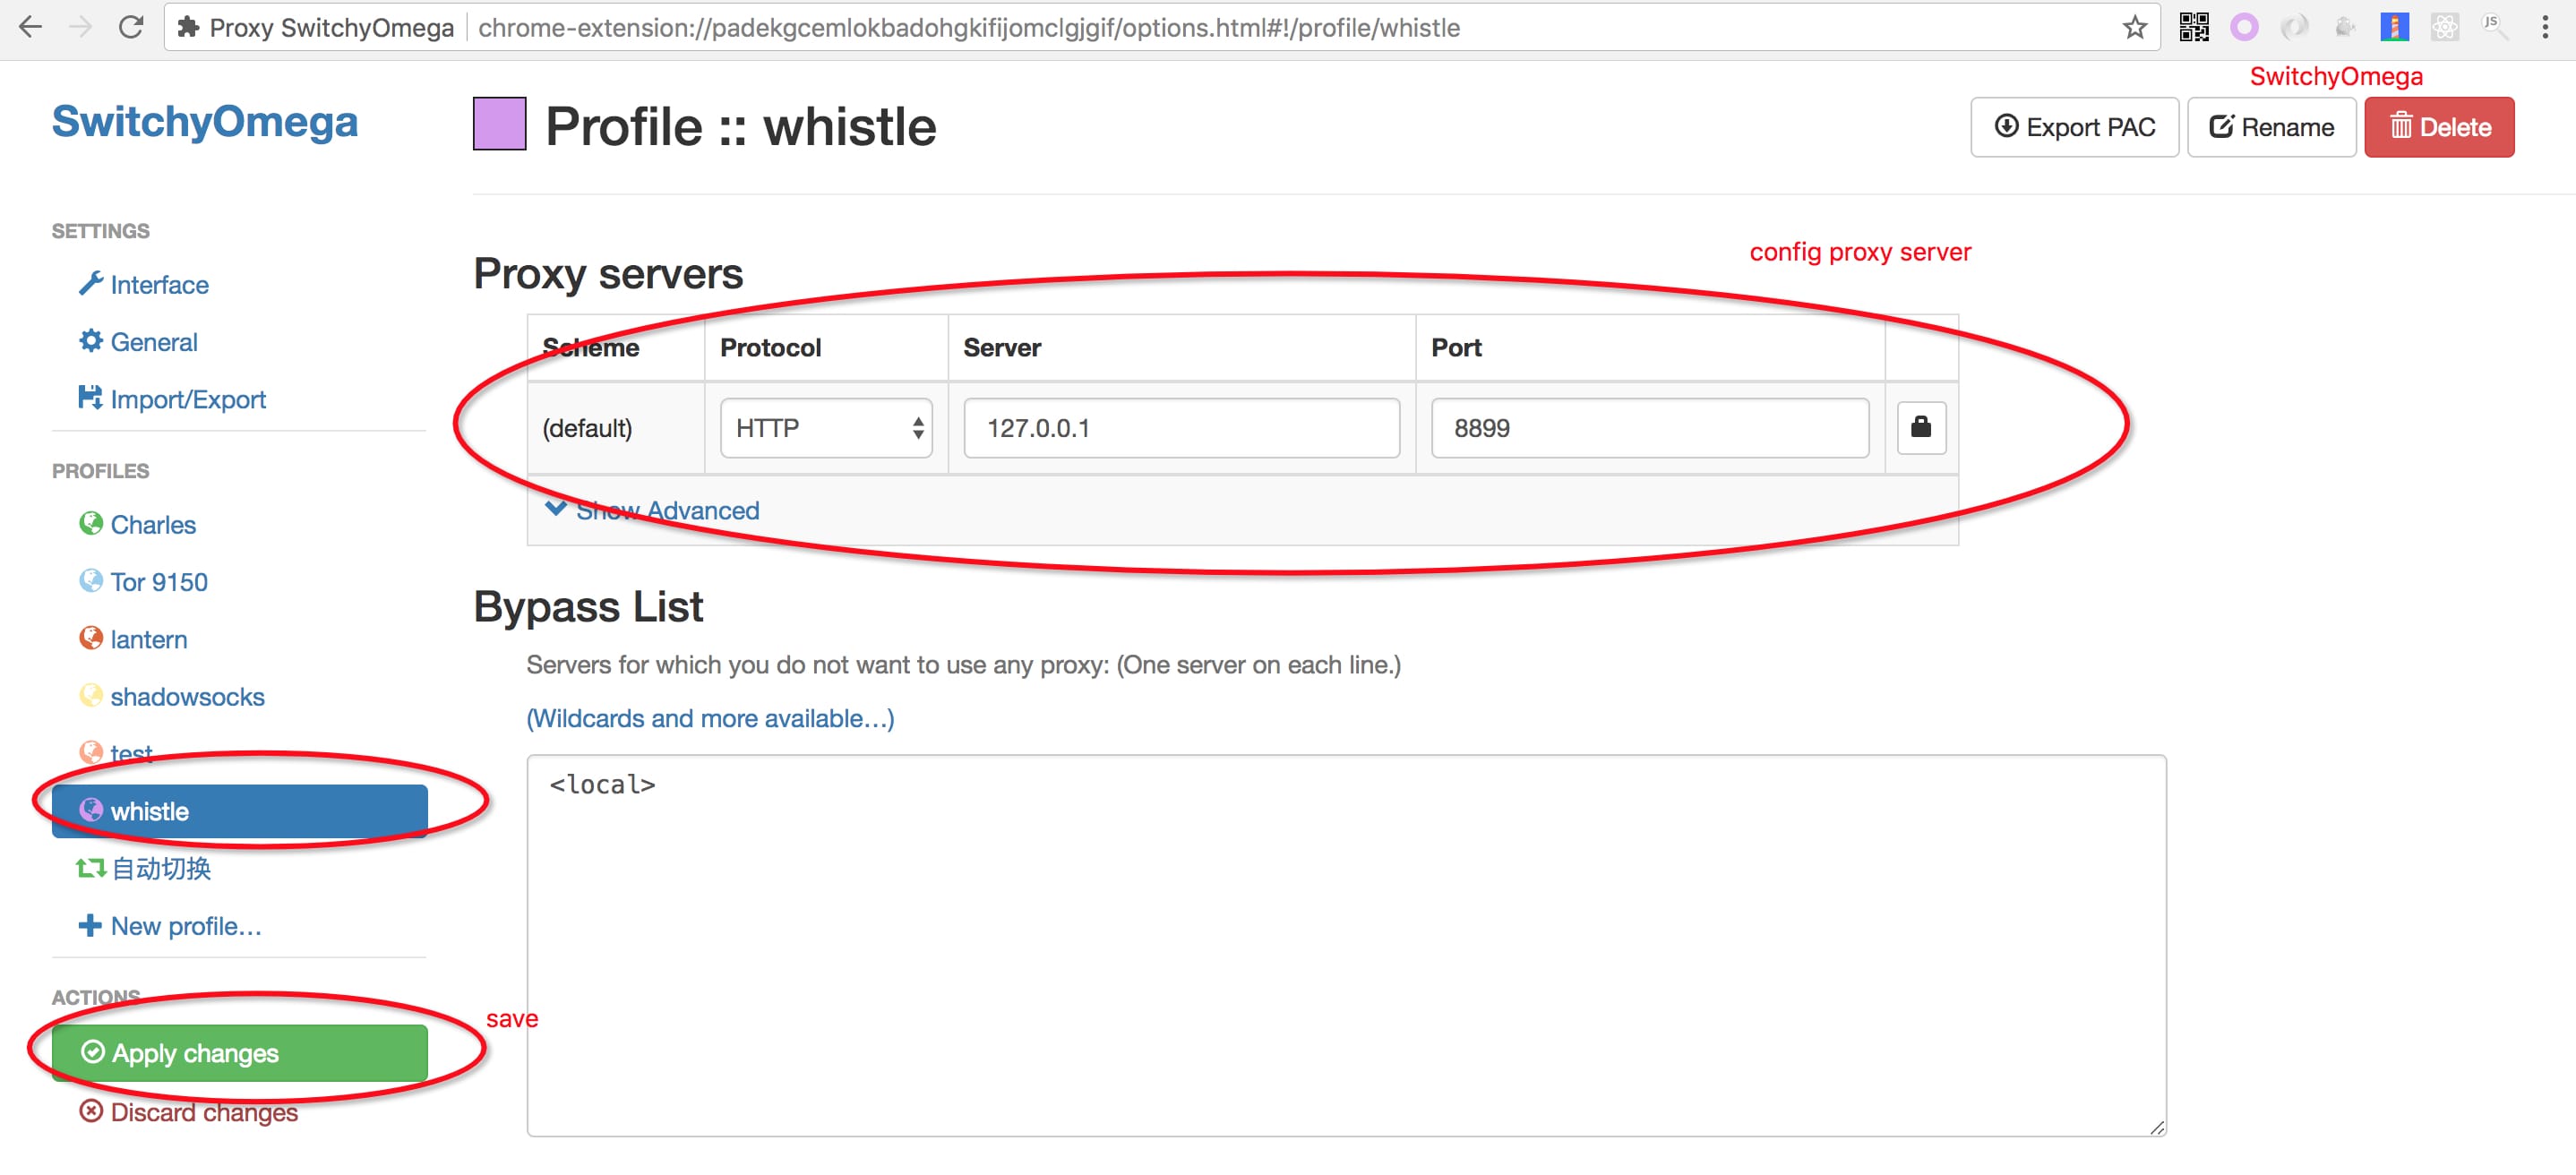 Proxy SwitchyOmega chrome-extension://padekgcemlokbadohgkifijomclgjgif/options.html#!/profile/whistle
JS
SwitchyOmega
SwitchyOmega
Profile :: whistle
Export PAC
Rename
Delete
SETTINGS
Interface
General
Import/Export
PROFILES
Charles
Tor 9150
lantern
shadowsocks
test
whistle
自动切换
New profile…
ACTIONS
Apply changes
save
Discard changes
config proxy server
Proxy servers
Scheme Protocol Server Port
(default) HTTP 127.0.0.1 8899
Show Advanced
Bypass List
Servers for which you do not want to use any proxy: (One server on each line.)
(Wildcards and more available…)
<local>